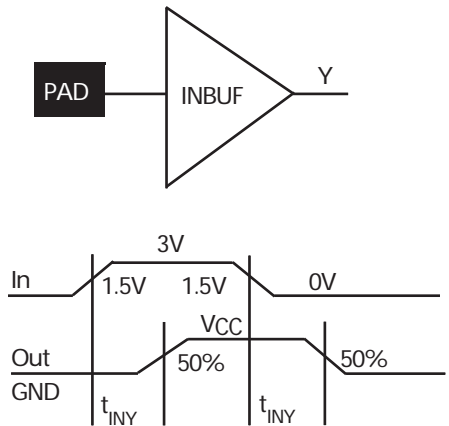 PAD
INBUF
Y
3V
In
1.5V
1.5V
0V
VCC
Out
50%
50%
GND
tINY
tINY